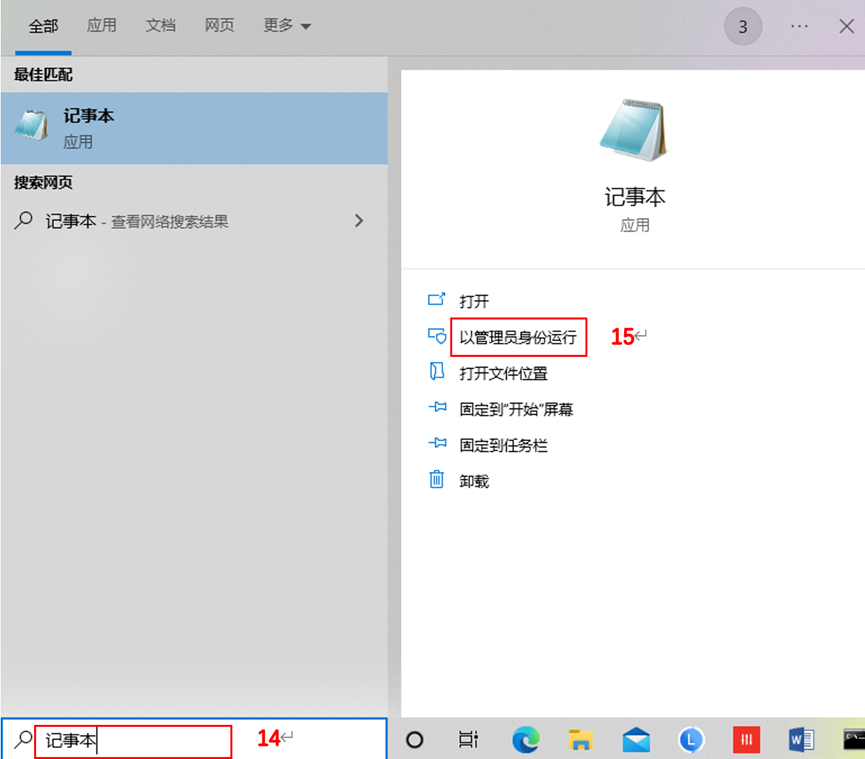 全部 应用 文档 网页 更多 3 ...
最佳匹配
记事本
应用
搜索网页
记事本 - 查看网络搜索结果
记事本
应用
打开
以管理员身份运行 15
打开文件位置
固定到"开始"屏幕
固定到任务栏
卸载
记事本 14